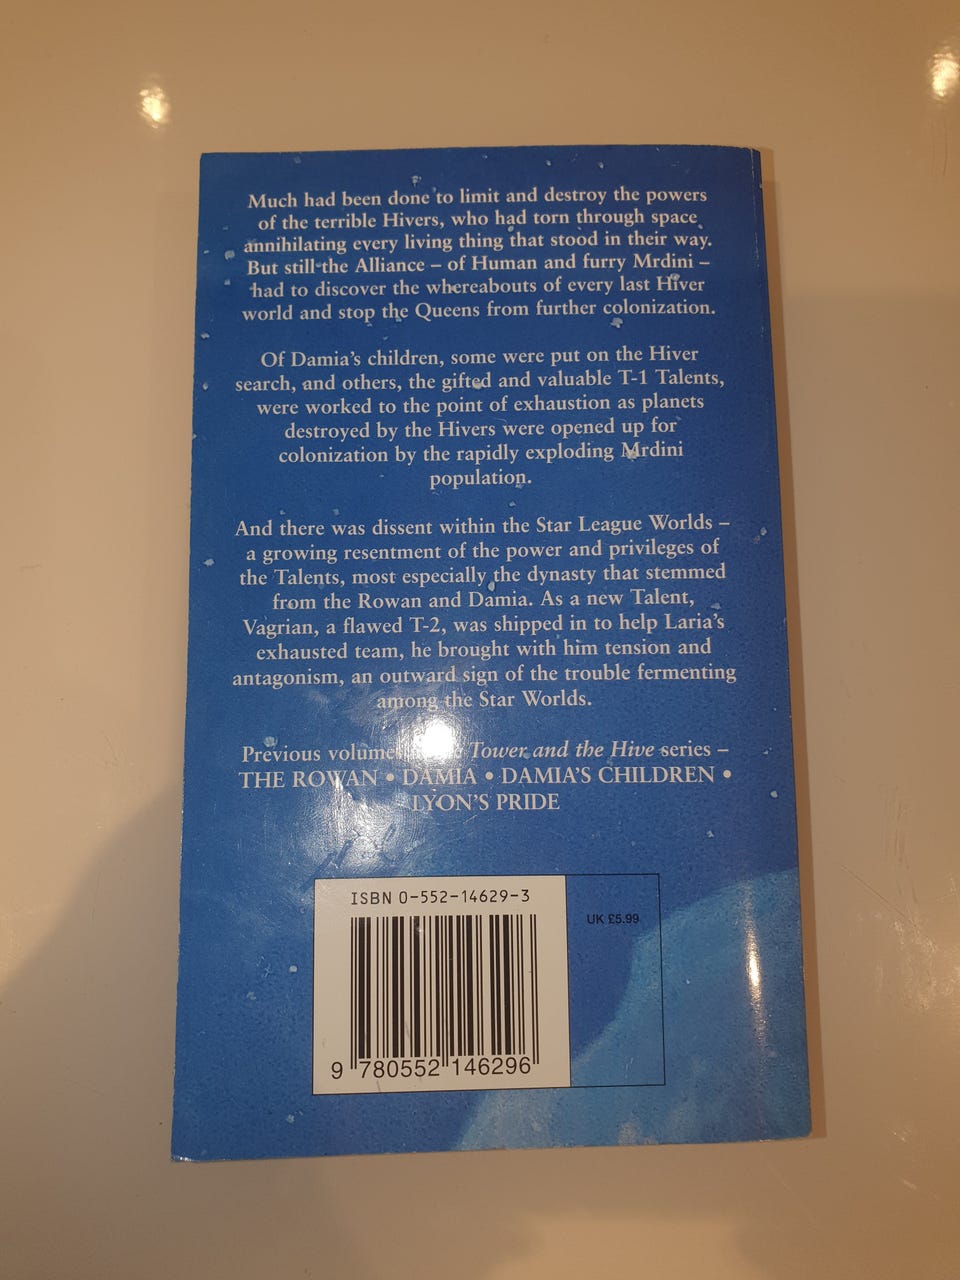 Much had been done to limit and destroy the powers
of the terrible Hivers, who had torn through space
annihilating every living thing that stood in their way.
But still the Alliance – of Human and furry Mrdini –
had to discover the whereabouts of every last Hiver
world and stop the Queens from further colonization.
Of Damia's children, some were put on the Hiver
search, and others, the gifted and valuable T-1 Talents,
were worked to the point of exhaustion as planets
destroyed by the Hivers were opened up for
colonization by the rapidly exploding Mrdini
population.
And there was dissent within the Star League Worlds –
a growing resentment of the power and privileges of
the Talents, most especially the dynasty that stemmed
from the Rowan and Damia. As a new Talent,
Vagrian, a flawed T-2, was shipped in to help Laria's
exhausted team, he brought with him tension and
antagonism, an outward sign of the trouble fermenting
among the Star Worlds.
Previous Tower and the Hive series –
THE ROWAN • DAMIA • DAMIA'S CHILDREN •
LYON'S PRIDE
ISBN 0-552-14629-3
UK £5.99
9 780552 146296